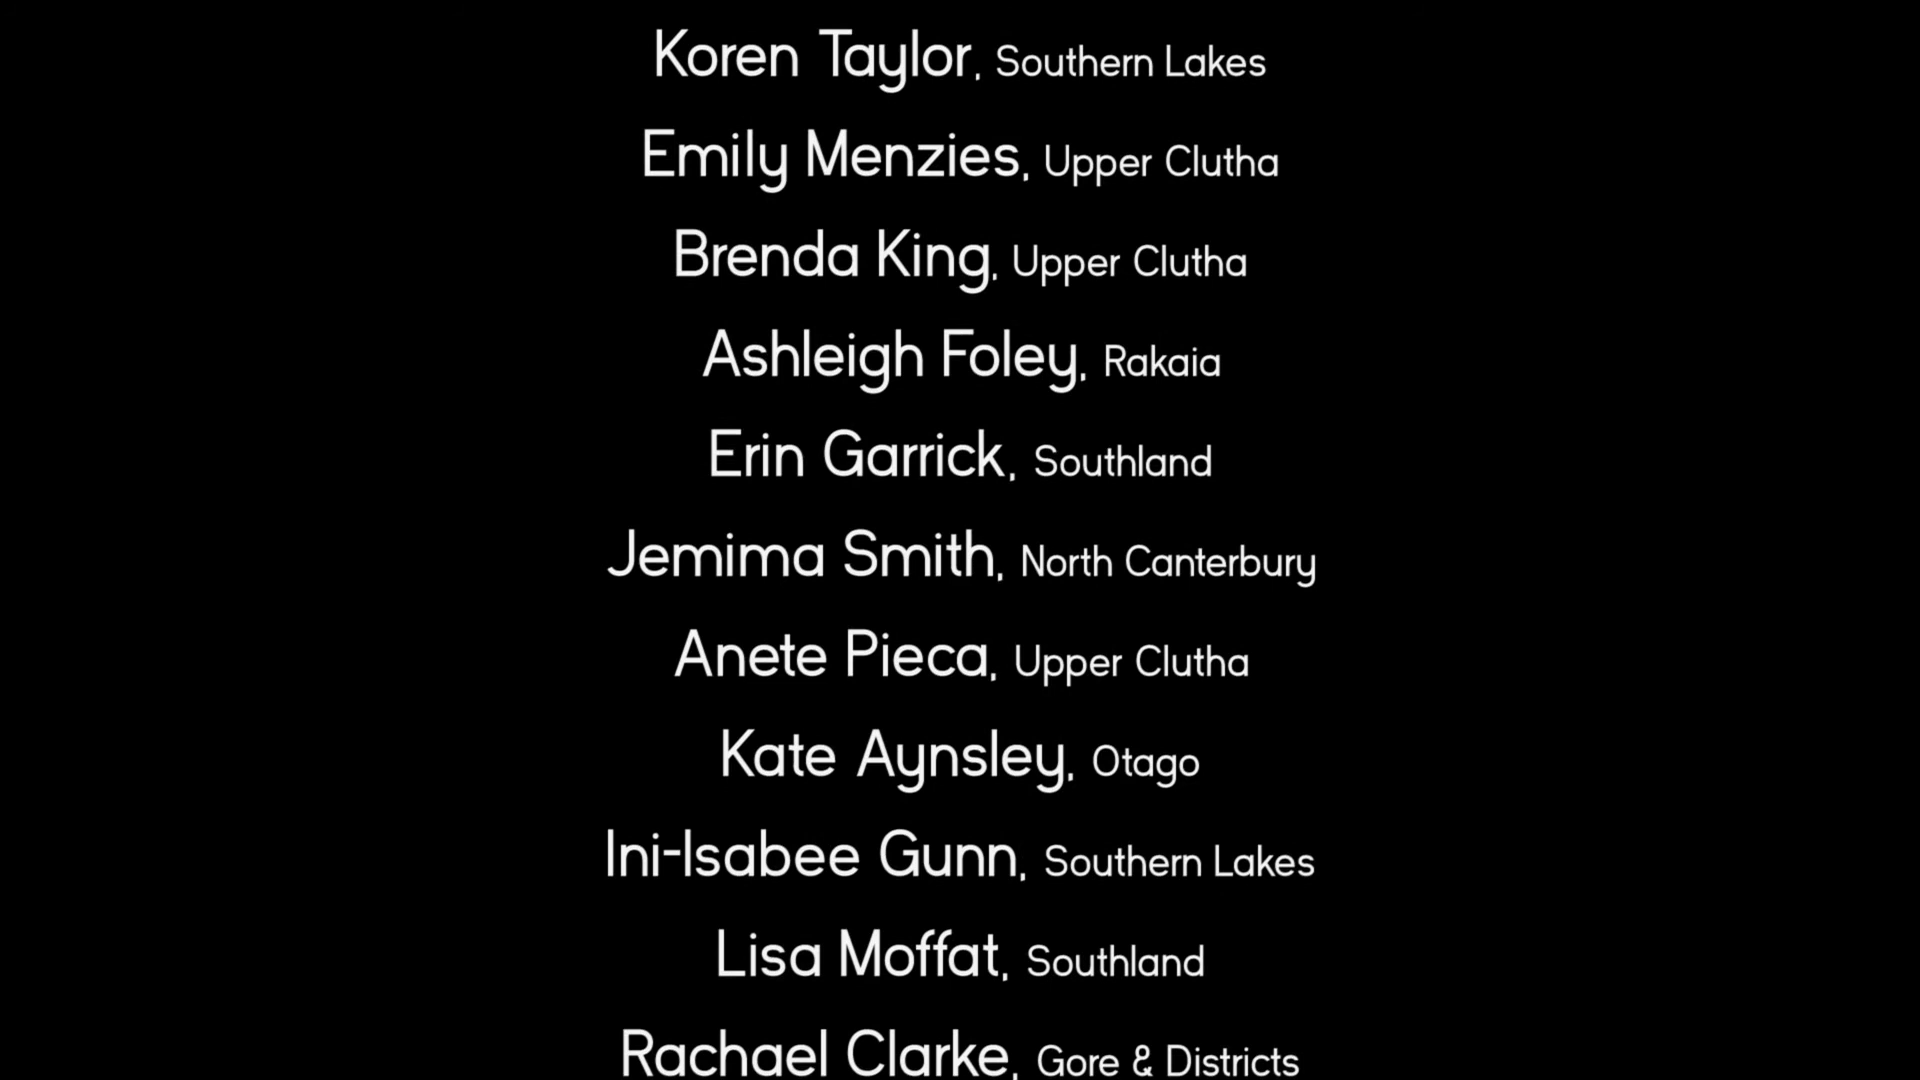 Koren Taylor, Southern Lakes
Emily Menzies, Upper Clutha
Brenda King, Upper Clutha
Ashleigh Foley, Rakaia
Erin Garrick, Southland
Jemima Smith, North Canterbury
Anete Pieca, Upper Clutha
Kate Aynsley, Otago
Ini-Isabee Gunn, Southern Lakes
Lisa Moffat, Southland
Rachael Clarke, Gore & Districts